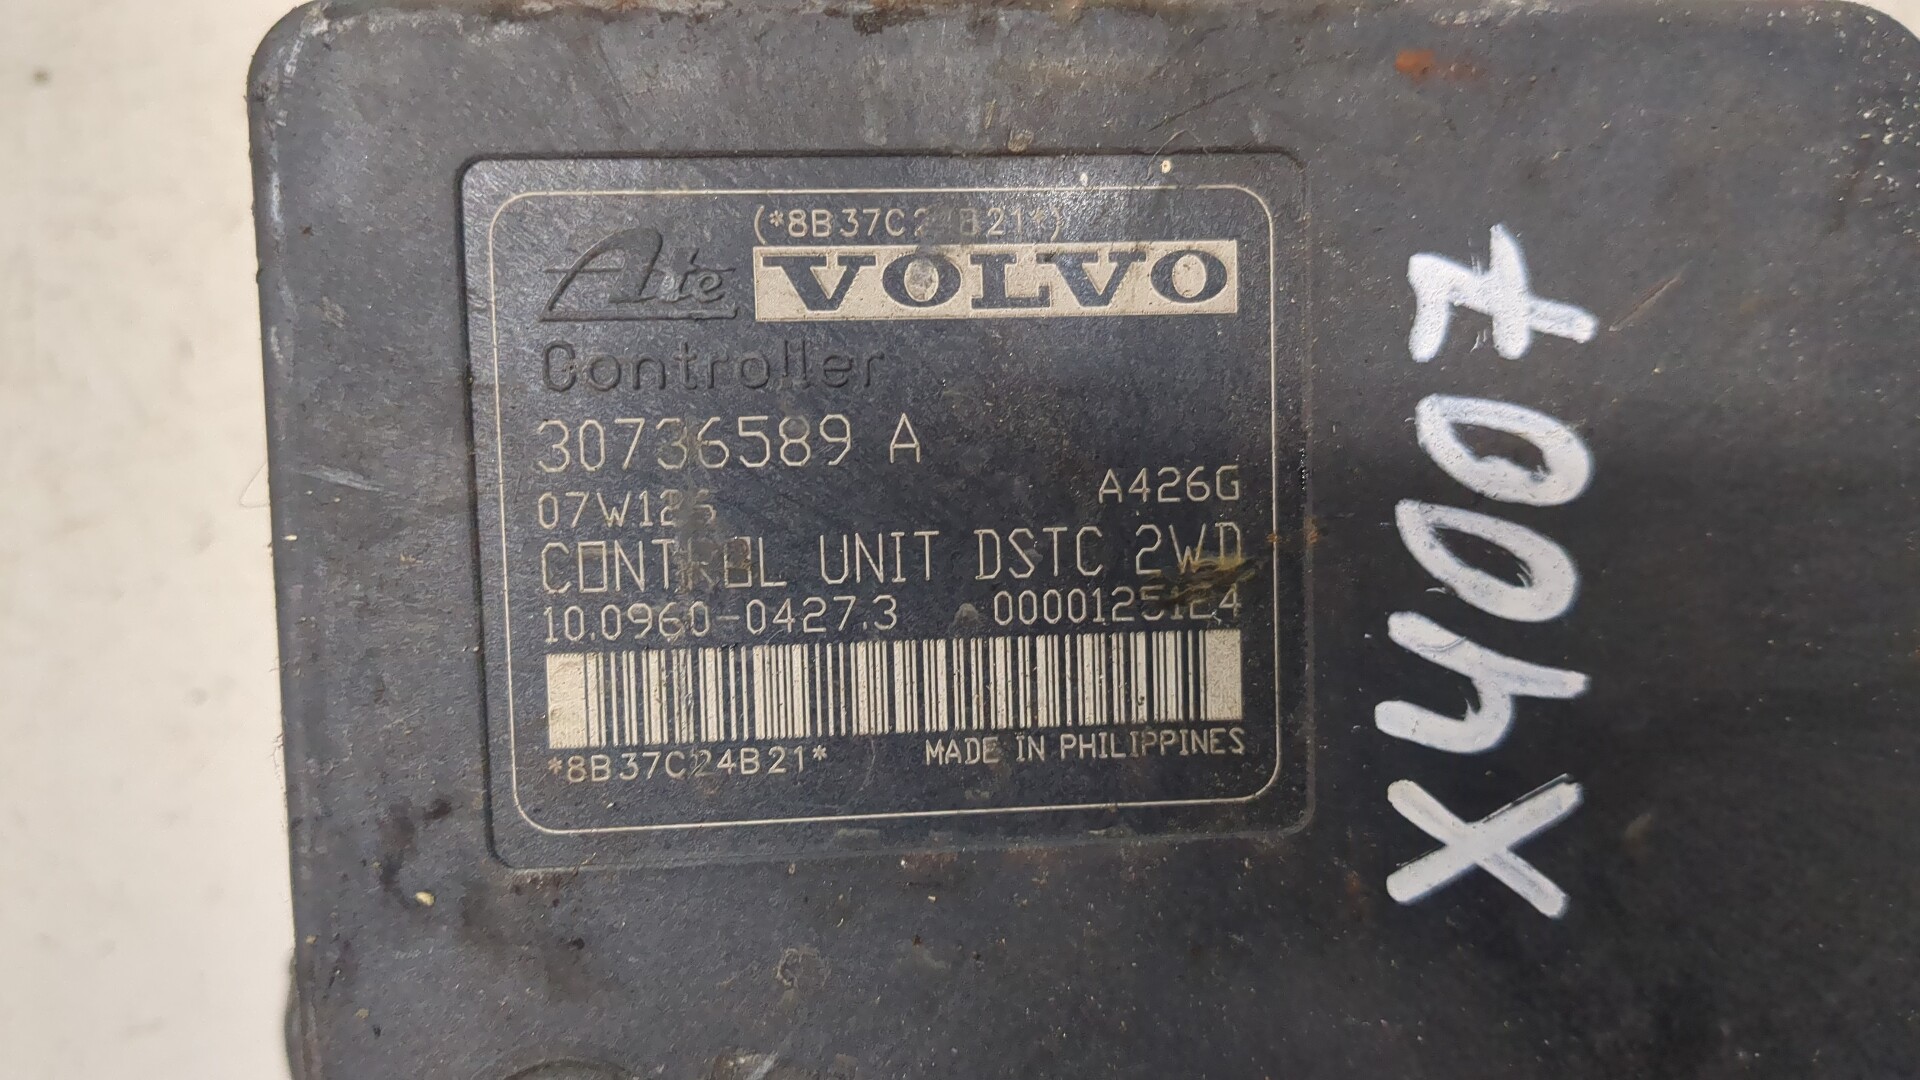 (*8B37C24B21*)
Ate VOLVO
Controller
30736589 A
07W126 A426G
CONTROL UNIT DSTC 2WD
10.0960-0427.3 0000125124
*8B37C24B21* MADE IN PHILIPPINES
X4007